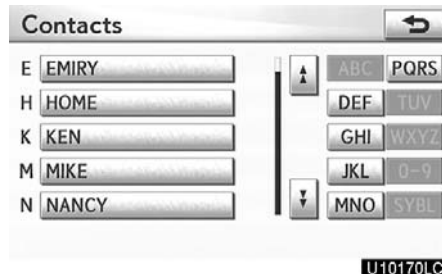 Contacts
E EMIRY ABC PQRS
H HOME DEF TUV
K KEN GHI WXYZ
M MIKE JKL 0-9
N NANCY MNO SYBL
U10170LC